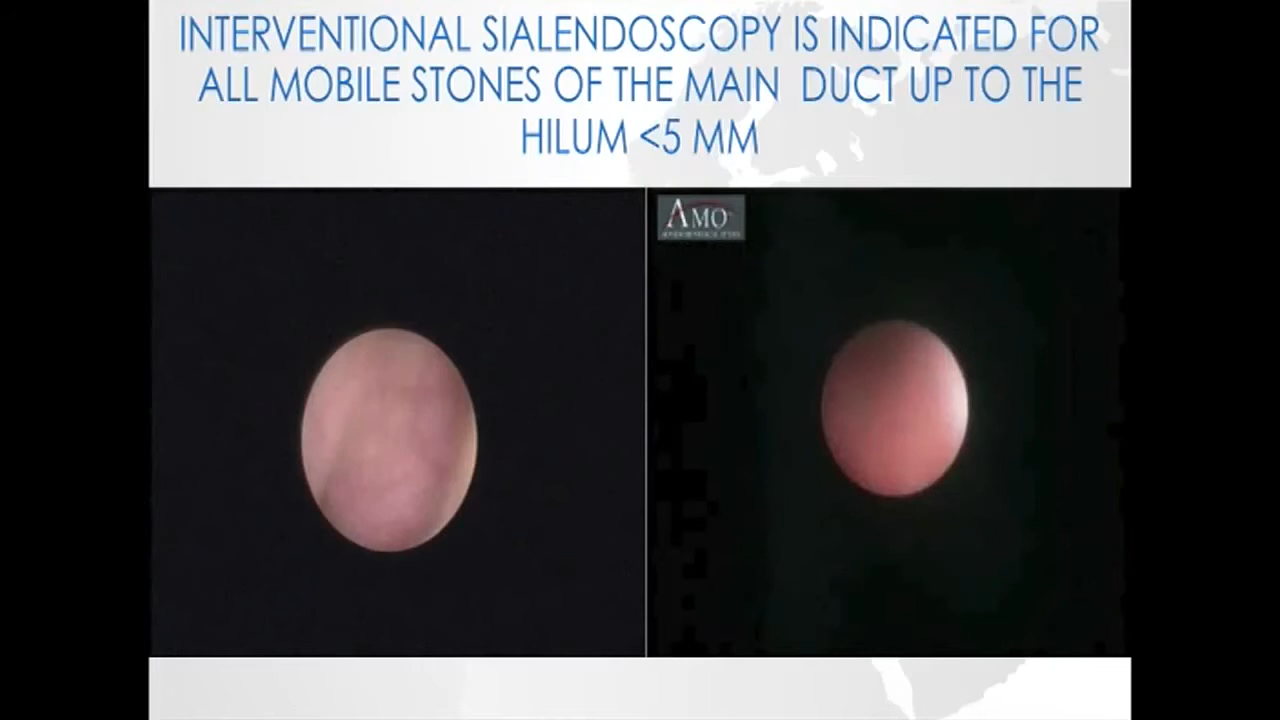 INTERVENTIONAL SIALENDOSCOPY IS INDICATED FOR
ALL MOBILE STONES OF THE MAIN DUCT UP TO THE
HILUM <5 MM
AMO